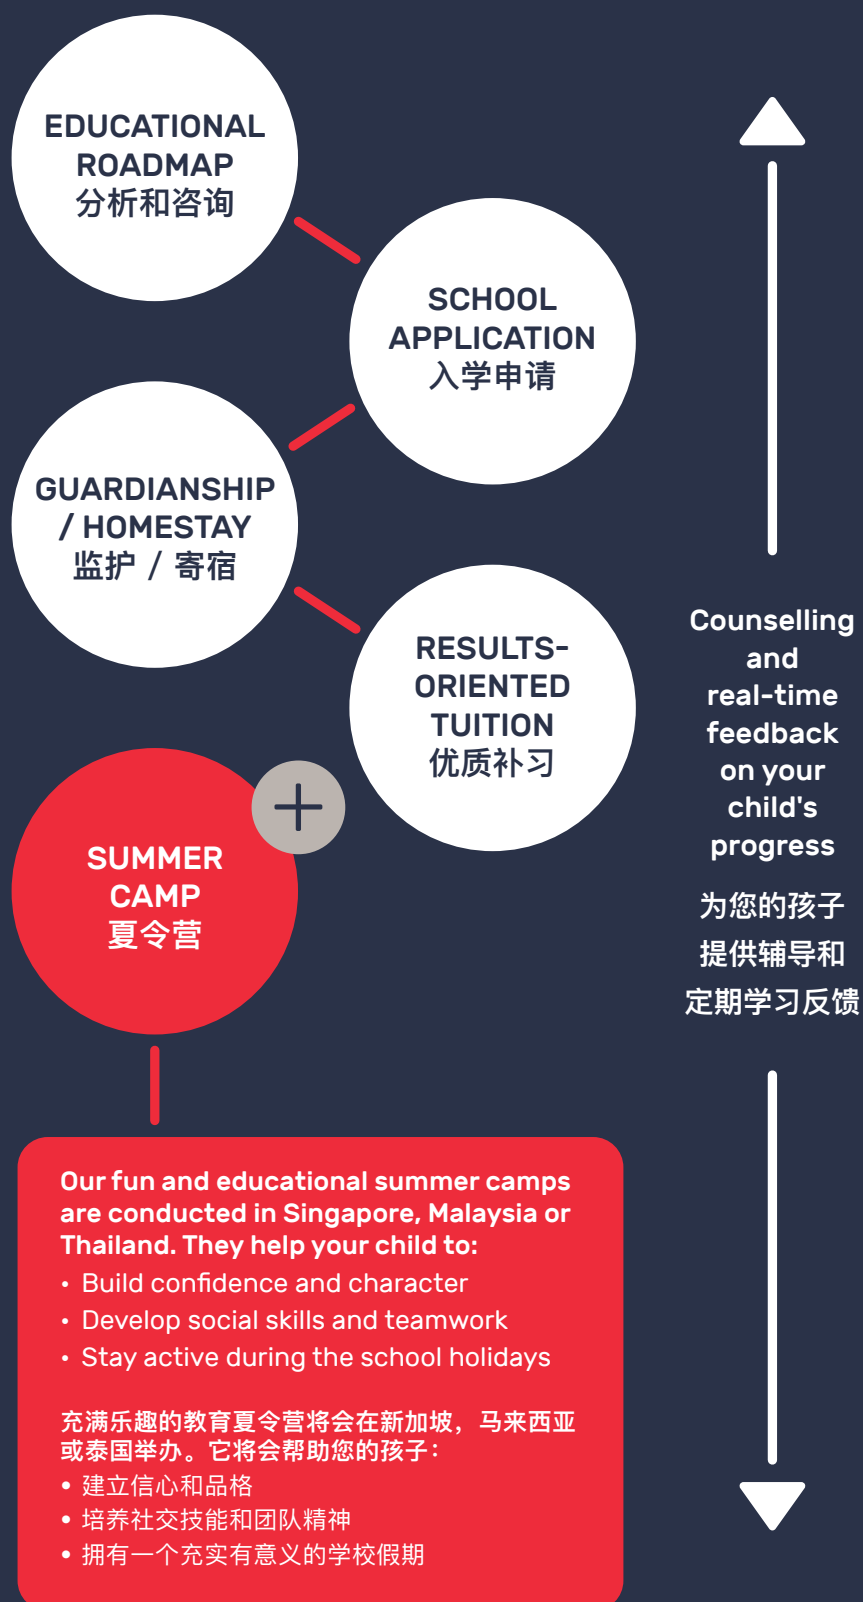 EDUCATIONAL
ROADMAP
分析和咨询
SCHOOL
APPLICATION
入学申请
GUARDIANSHIP
/ HOMESTAY
监护 / 寄宿
RESULTS-
ORIENTED
TUITION
优质补习
SUMMER
CAMP
夏令营
Counselling
and
real-time
feedback
on your
child's
progress
为您的孩子
提供辅导和
定期学习反馈
Our fun and educational summer camps
are conducted in Singapore, Malaysia or
Thailand. They help your child to:
• Build confidence and character
• Develop social skills and teamwork
• Stay active during the school holidays
充满乐趣的教育夏令营将会在新加坡，马来西亚
或泰国举办。它将会帮助您的孩子：
• 建立信心和品格
• 培养社交技能和团队精神
• 拥有一个充实有意义的学校假期